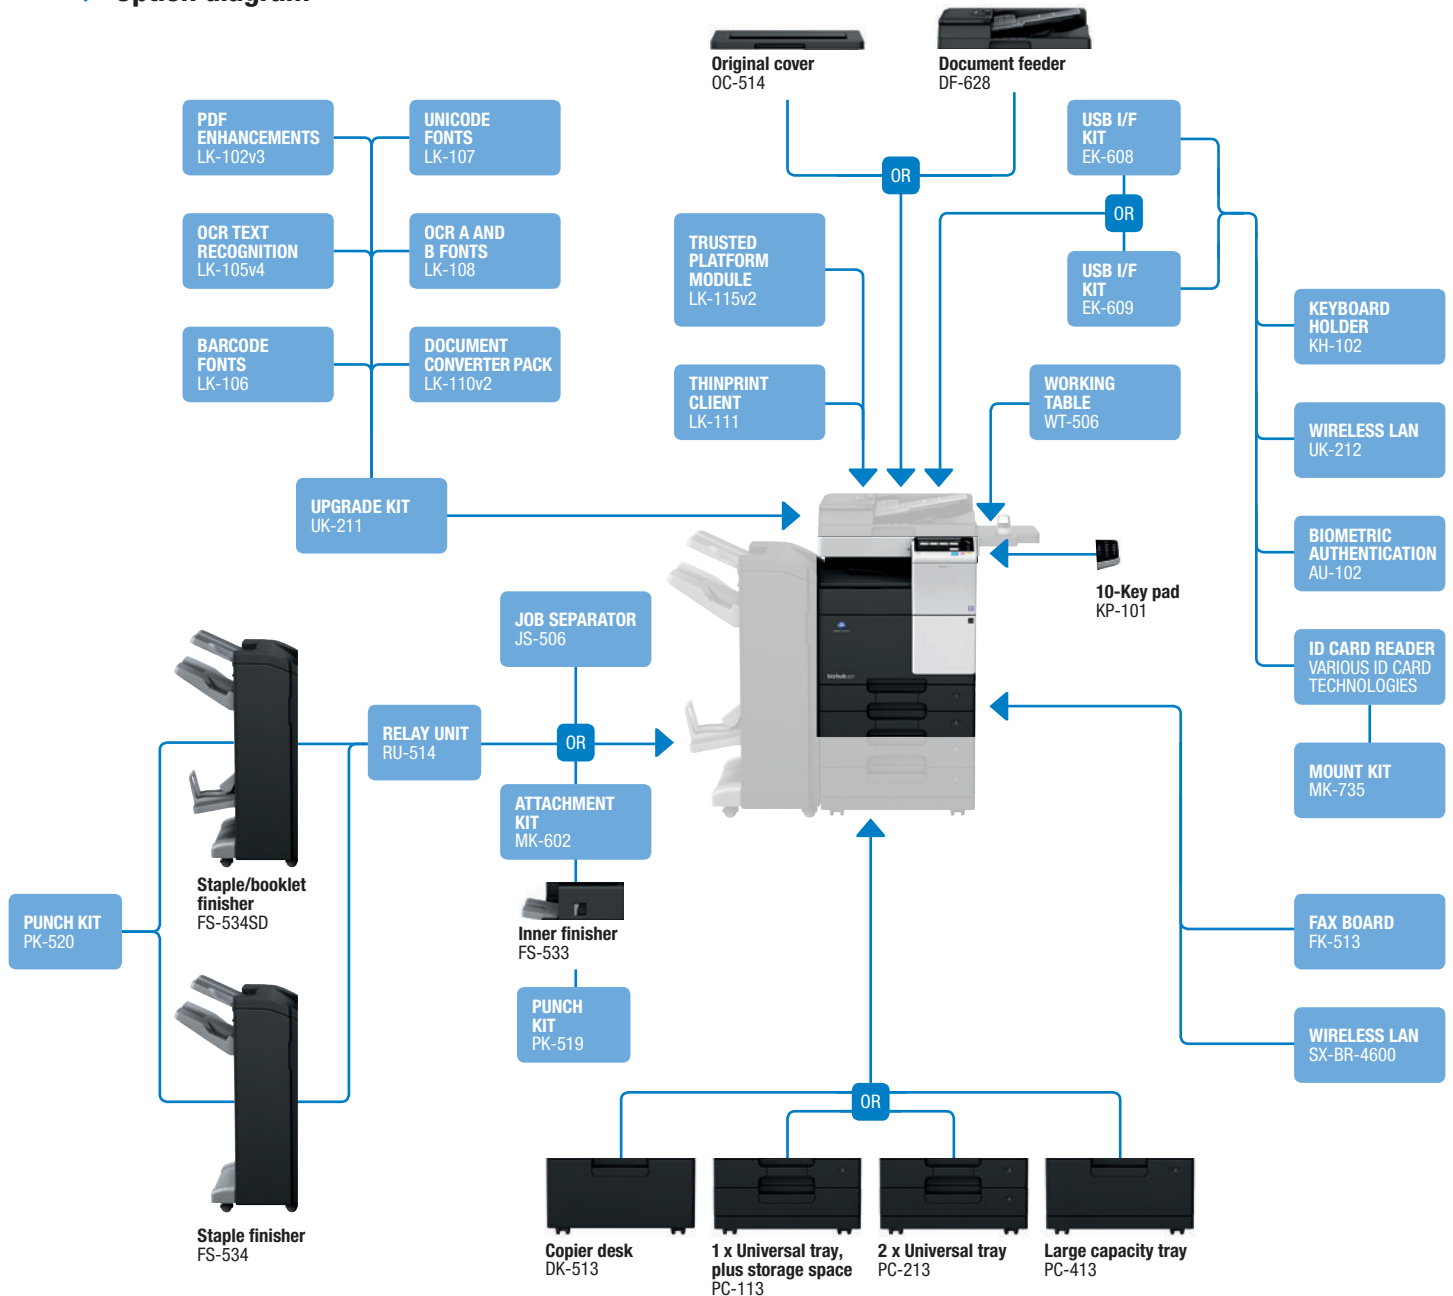 Option diagram
Original cover
OC-514
Document feeder
DF-628
PDF
ENHANCEMENTS
LK-102v3
UNICODE
FONTS
LK-107
USB I/F
KIT
EK-608
OR
OR
OCR TEXT
RECOGNITION
LK-105v4
OCR A AND
B FONTS
LK-108
TRUSTED
PLATFORM
MODULE
LK-115v2
USB I/F
KIT
EK-609
KEYBOARD
HOLDER
KH-102
BARCODE
FONTS
LK-106
DOCUMENT
CONVERTER PACK
LK-110v2
THINPRINT
CLIENT
LK-111
WORKING
TABLE
WT-506
WIRELESS LAN
UK-212
UPGRADE KIT
UK-211
BIOMETRIC
AUTHENTICATION
AU-102
10-Key pad
KP-101
JOB SEPARATOR
JS-506
ID CARD READER
VARIOUS ID CARD
TECHNOLOGIES
bizhub
RELAY UNIT
RU-514
OR
MOUNT KIT
MK-735
ATTACHMENT
KIT
MK-602
Staple/booklet
finisher
FS-534SD
PUNCH KIT
PK-520
Inner finisher
FS-533
FAX BOARD
FK-513
PUNCH
KIT
PK-519
WIRELESS LAN
SX-BR-4600
OR
Staple finisher
FS-534
Copier desk
DK-513
1 x Universal tray,
plus storage space
PC-113
2 x Universal tray
PC-213
Large capacity tray
PC-413